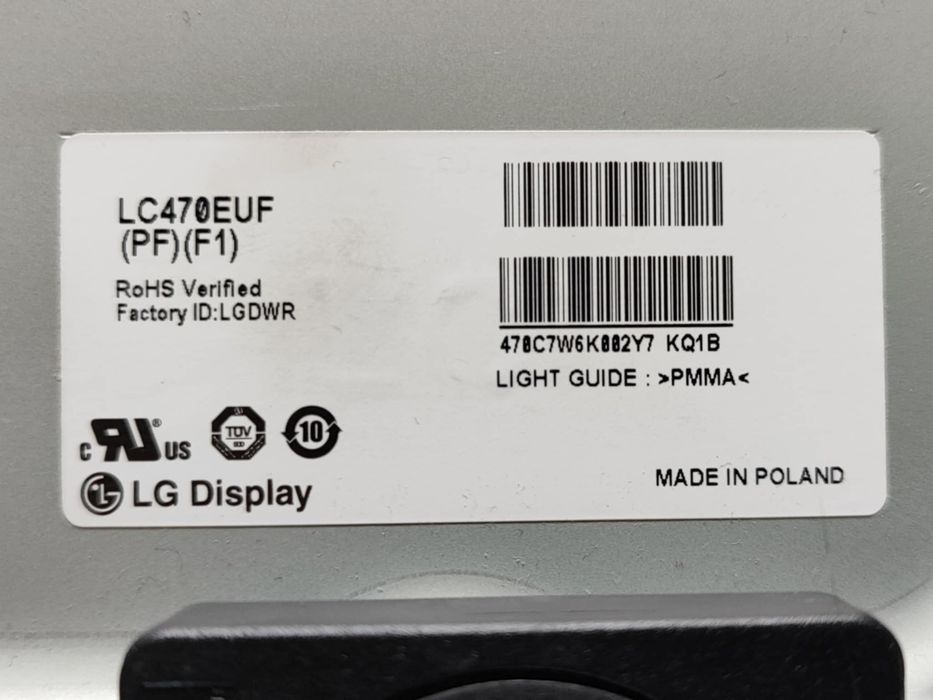 LC470EUF
(PF)(F1)
RoHS Verified
Factory ID:LGDWR
470C7W6K002Y7 KQ1B
LIGHT GUIDE : >PMMA<
c RU ® US
TÜV
10
LG Display
MADE IN POLAND